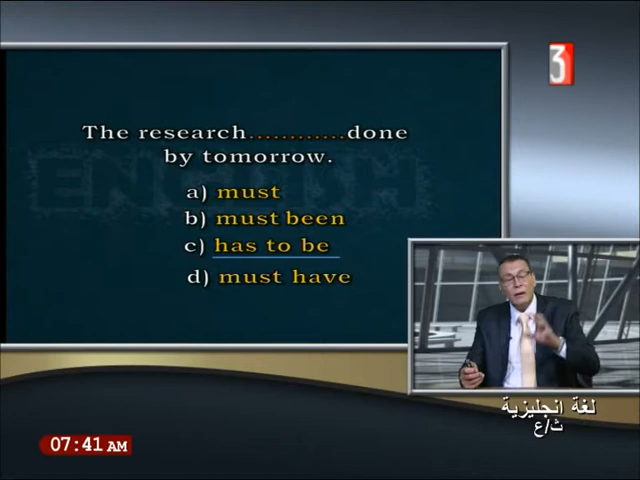 3
The research............done
by tomorrow.
a) must
b) must been
c) has to be
d) must have
ENGLISH
لغة انجليزية
ث/ع
07:41 AM